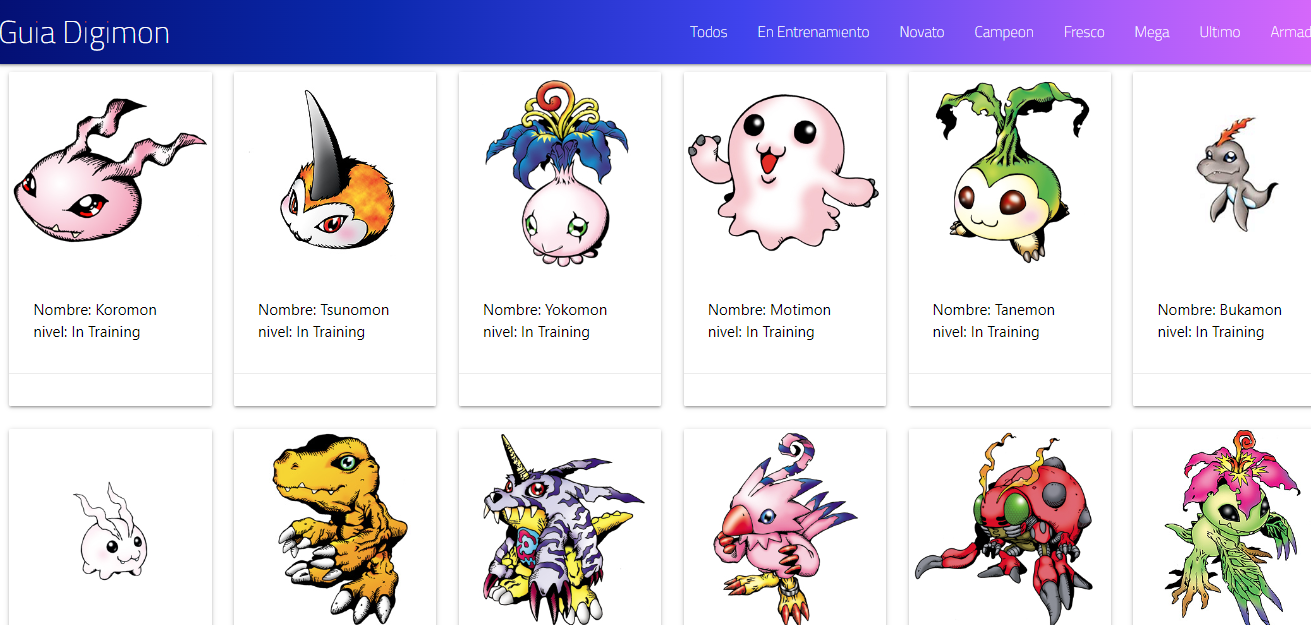 Guia Digimon
Todos En Entrenamiento Novato Campeon Fresco Mega Ultimo Armad
Nombre: Koromon
nivel: In Training
Nombre: Tsunomon
nivel: In Training
Nombre: Yokomon
nivel: In Training
Nombre: Motimon
nivel: In Training
Nombre: Tanemon
nivel: In Training
Nombre: Bukamon
nivel: In Training